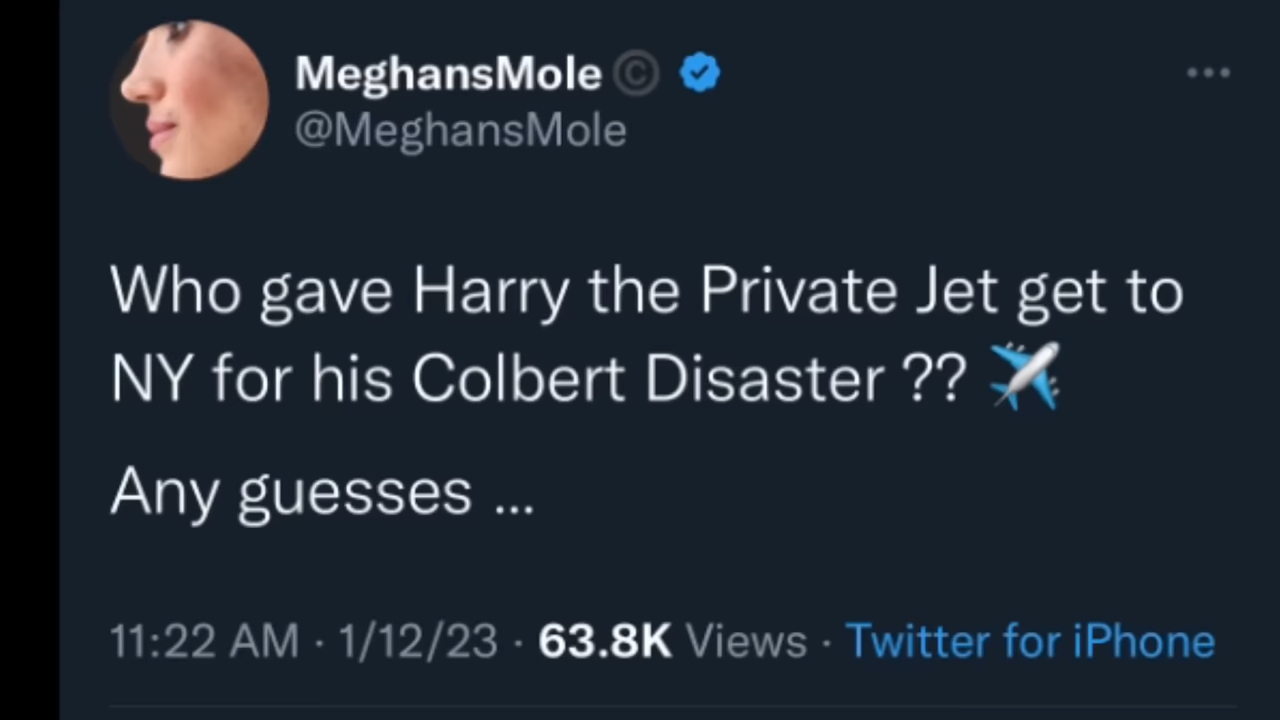 MeghansMole ©
@MeghansMole
Who gave Harry the Private Jet get to
NY for his Colbert Disaster ?? ✈️
Any guesses ...
11:22 AM · 1/12/23 · 63.8K Views · Twitter for iPhone